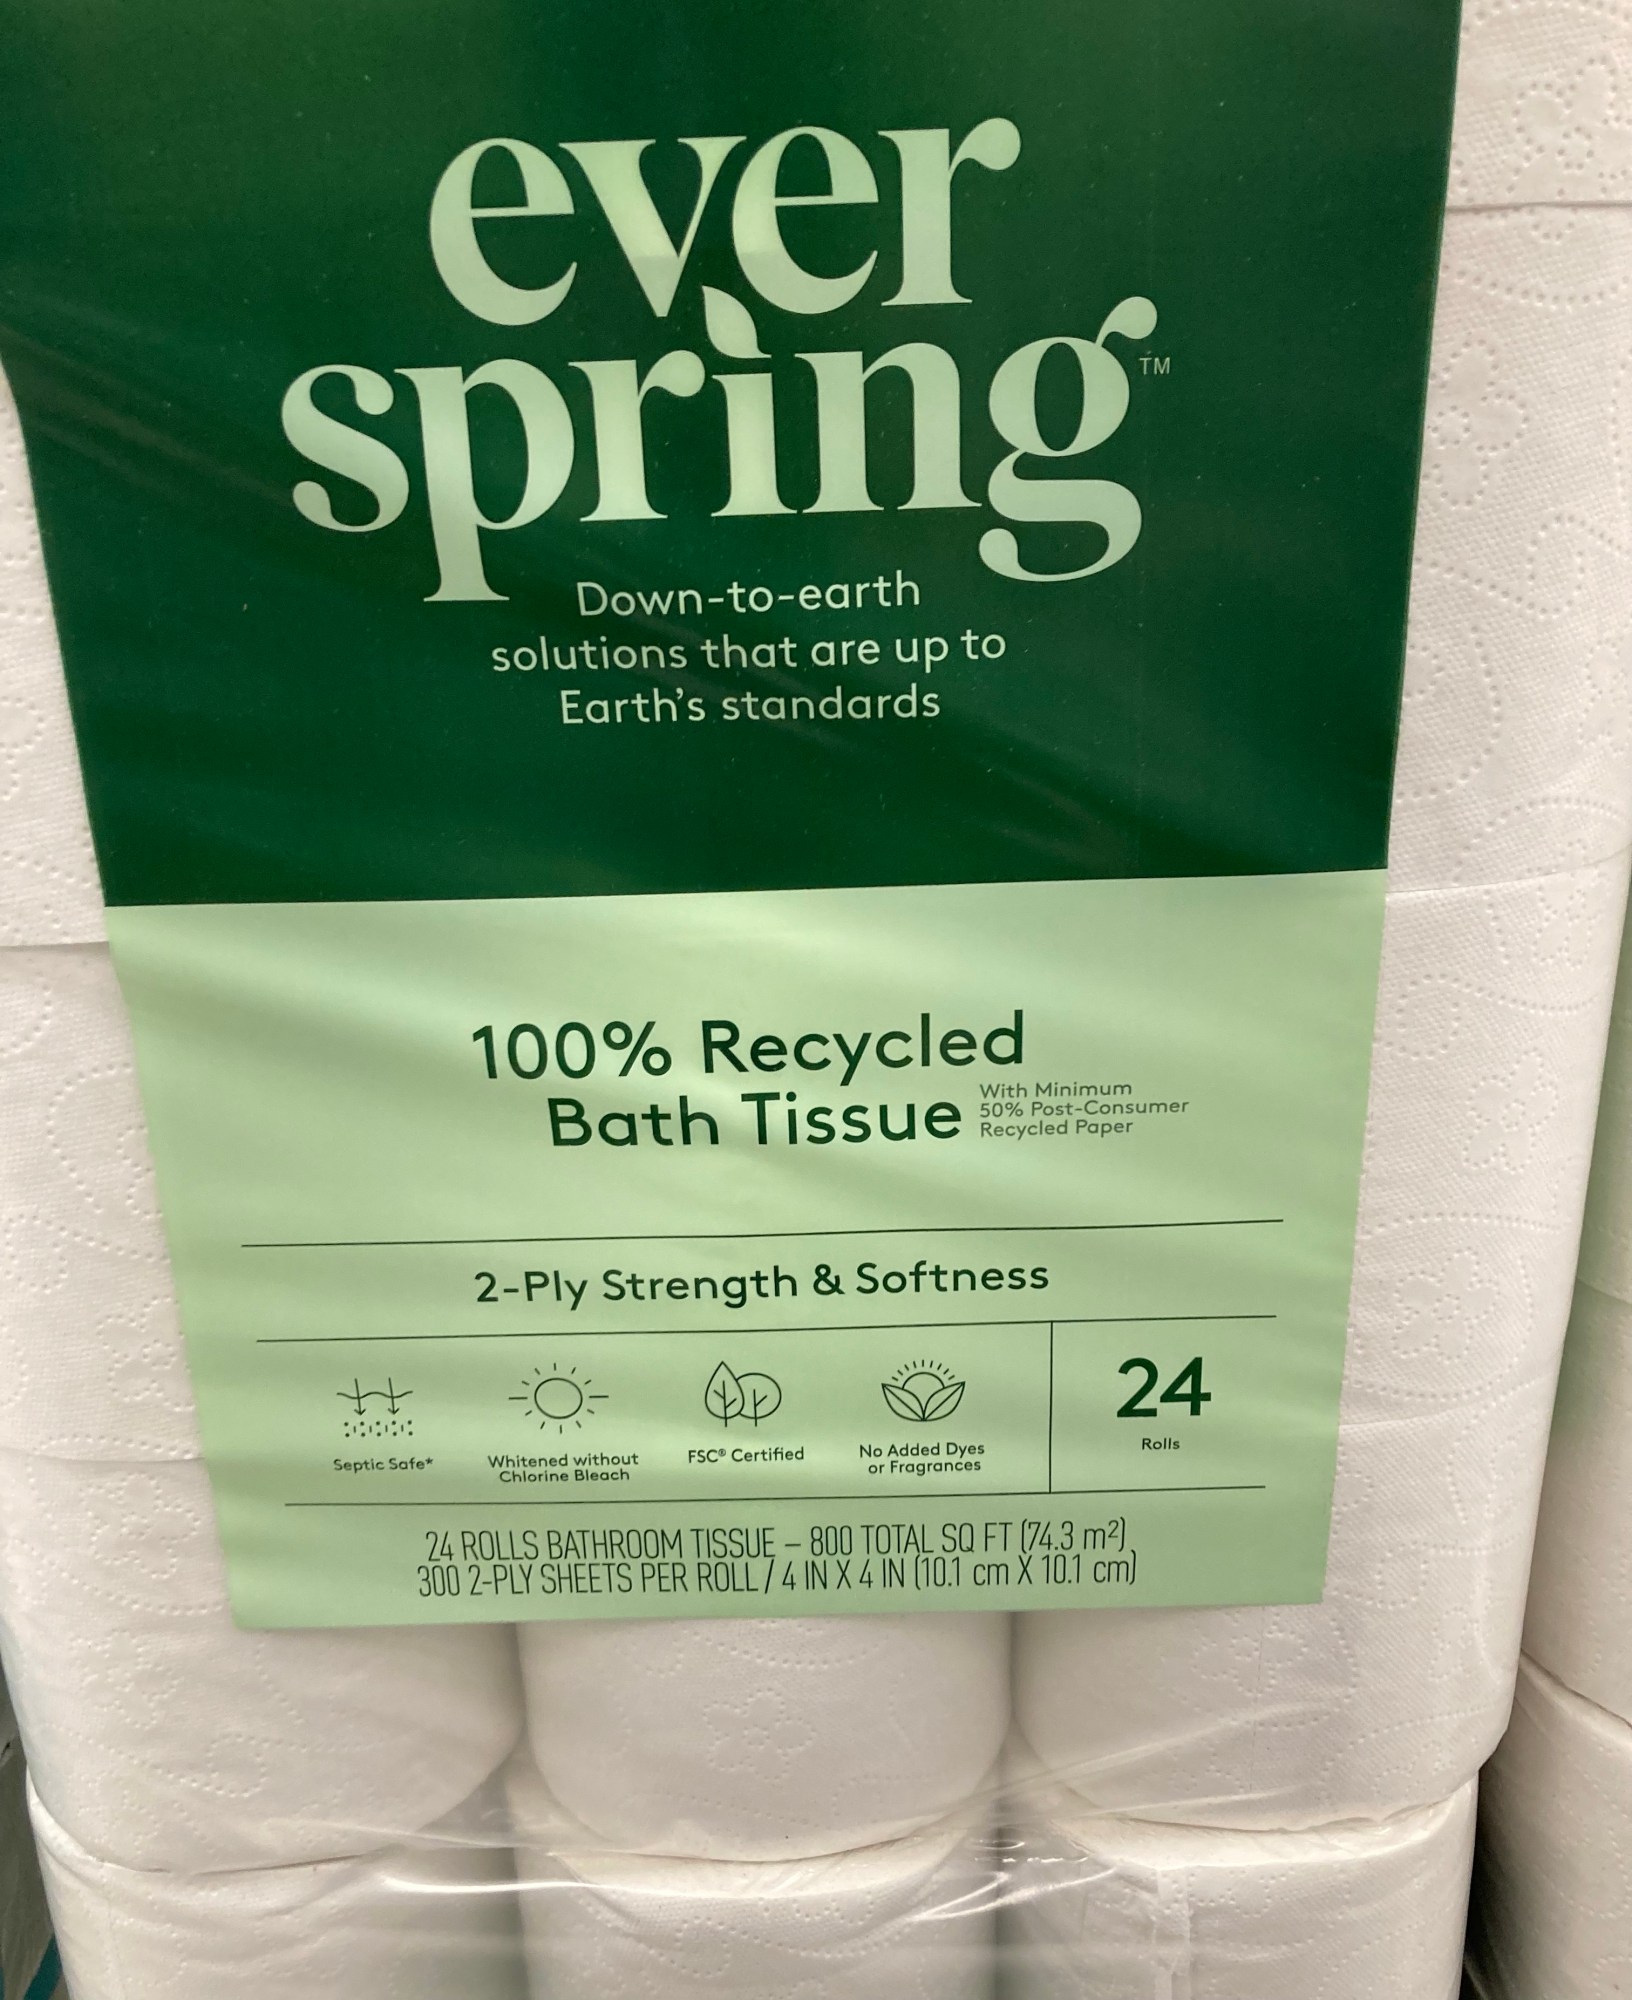 ever
spring™
Down-to-earth
solutions that are up to
Earth's standards
100% Recycled
Bath Tissue
With Minimum
50% Post-Consumer
Recycled Paper
2-Ply Strength & Softness
Septic Safe*
Whitened without
Chlorine Bleach
FSC® Certified
No Added Dyes
or Fragrances
24
Rolls
24 ROLLS BATHROOM TISSUE – 800 TOTAL SQ FT (74.3 m²)
300 2-PLY SHEETS PER ROLL / 4 IN X 4 IN (10.1 cm X 10.1 cm)